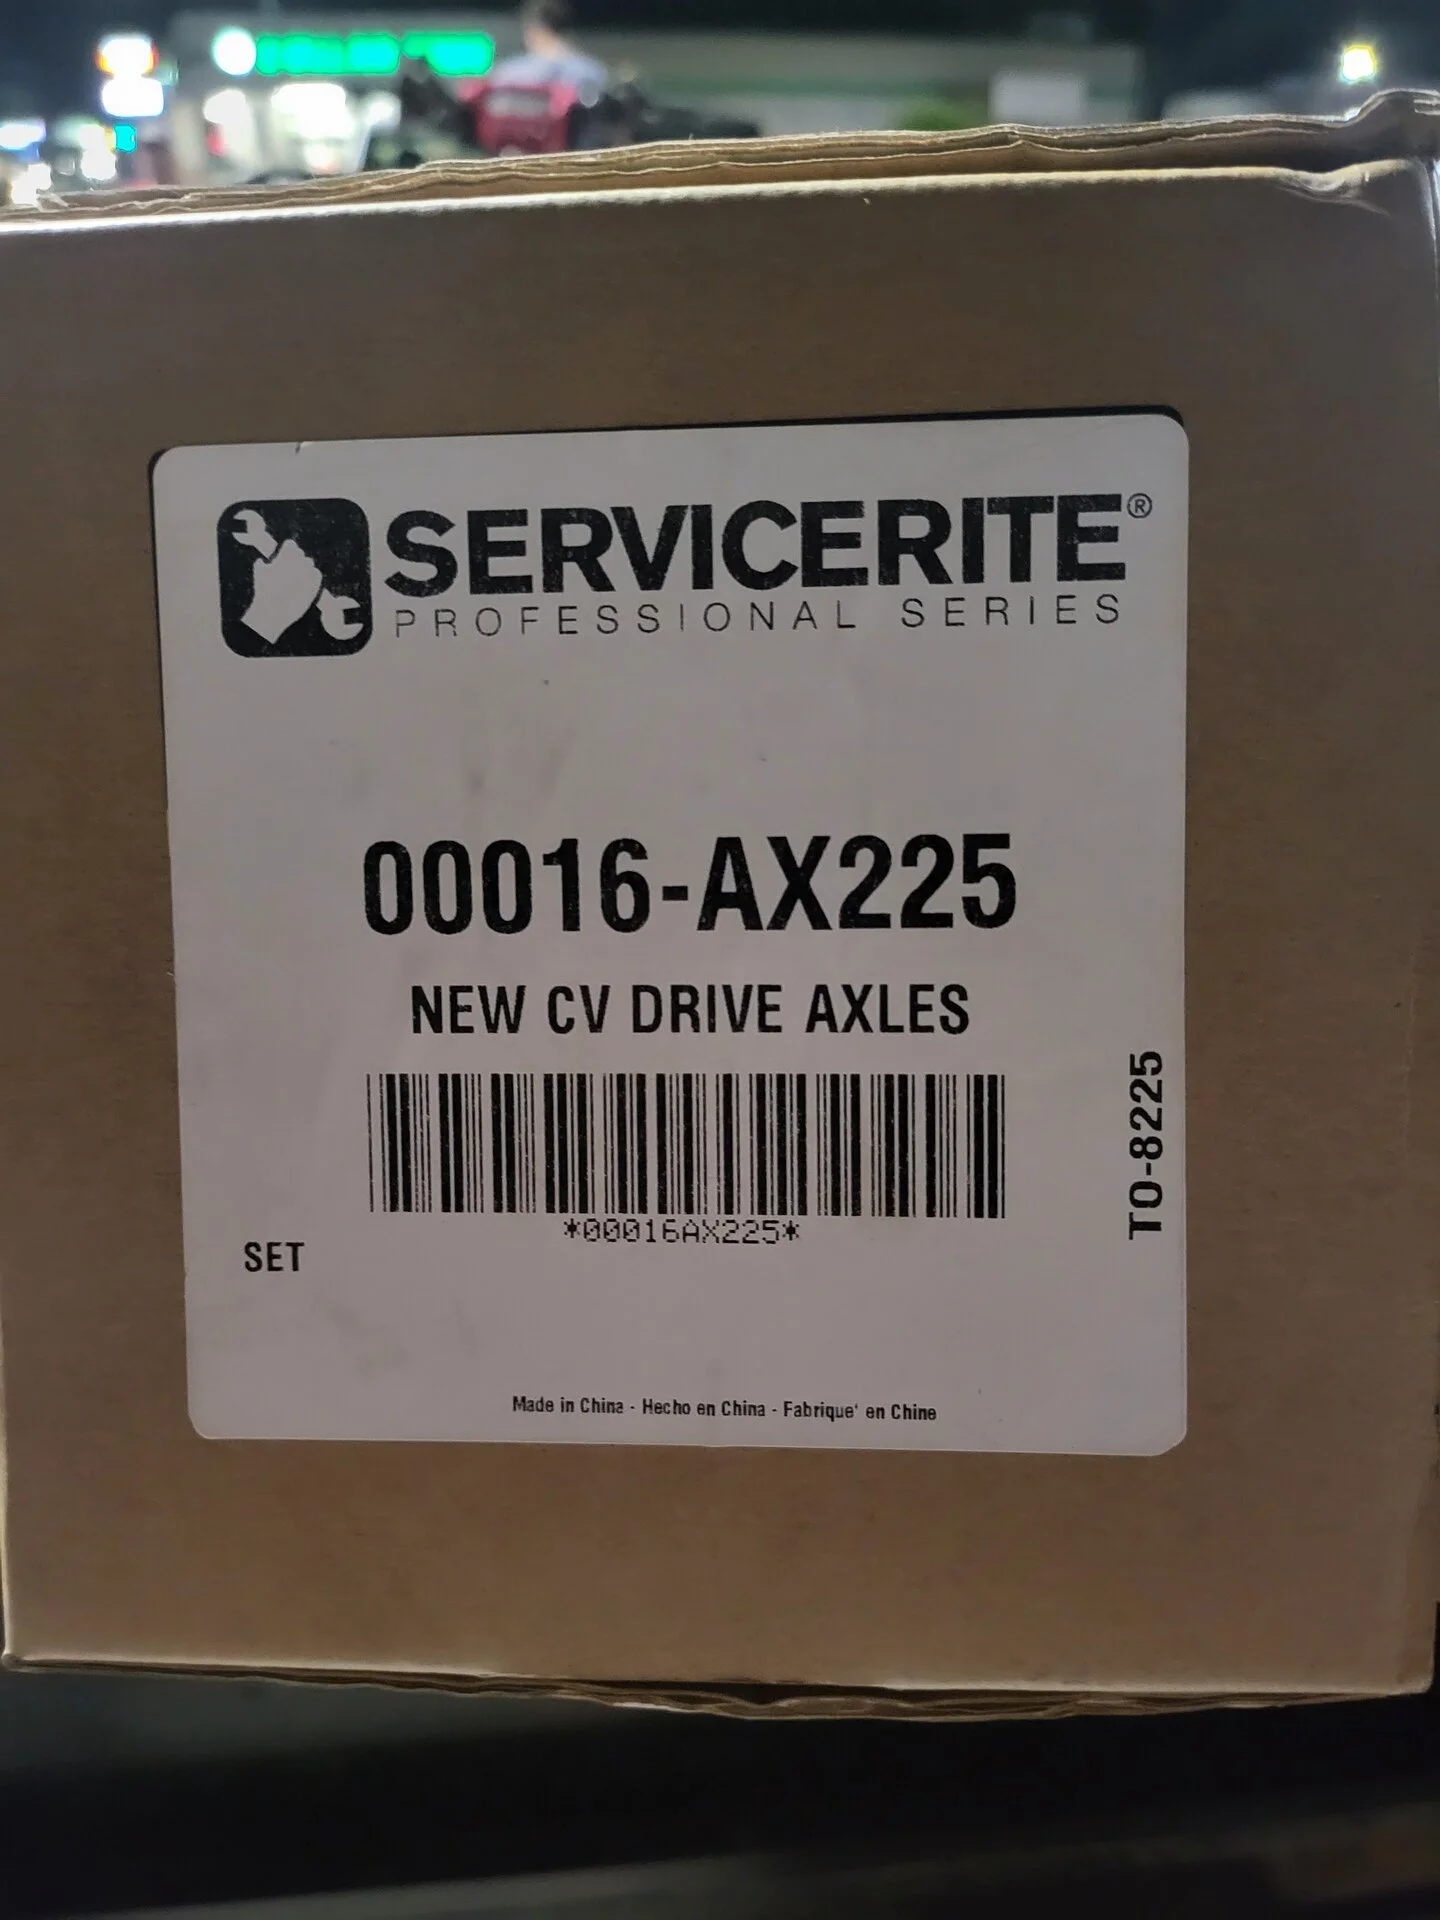 SERVICERITE®
PROFESSIONAL SERIES
00016-AX225
NEW CV DRIVE AXLES
*00016AX225*
TO-8225
SET
Made in China - Hecho en China - Fabrique' en Chine